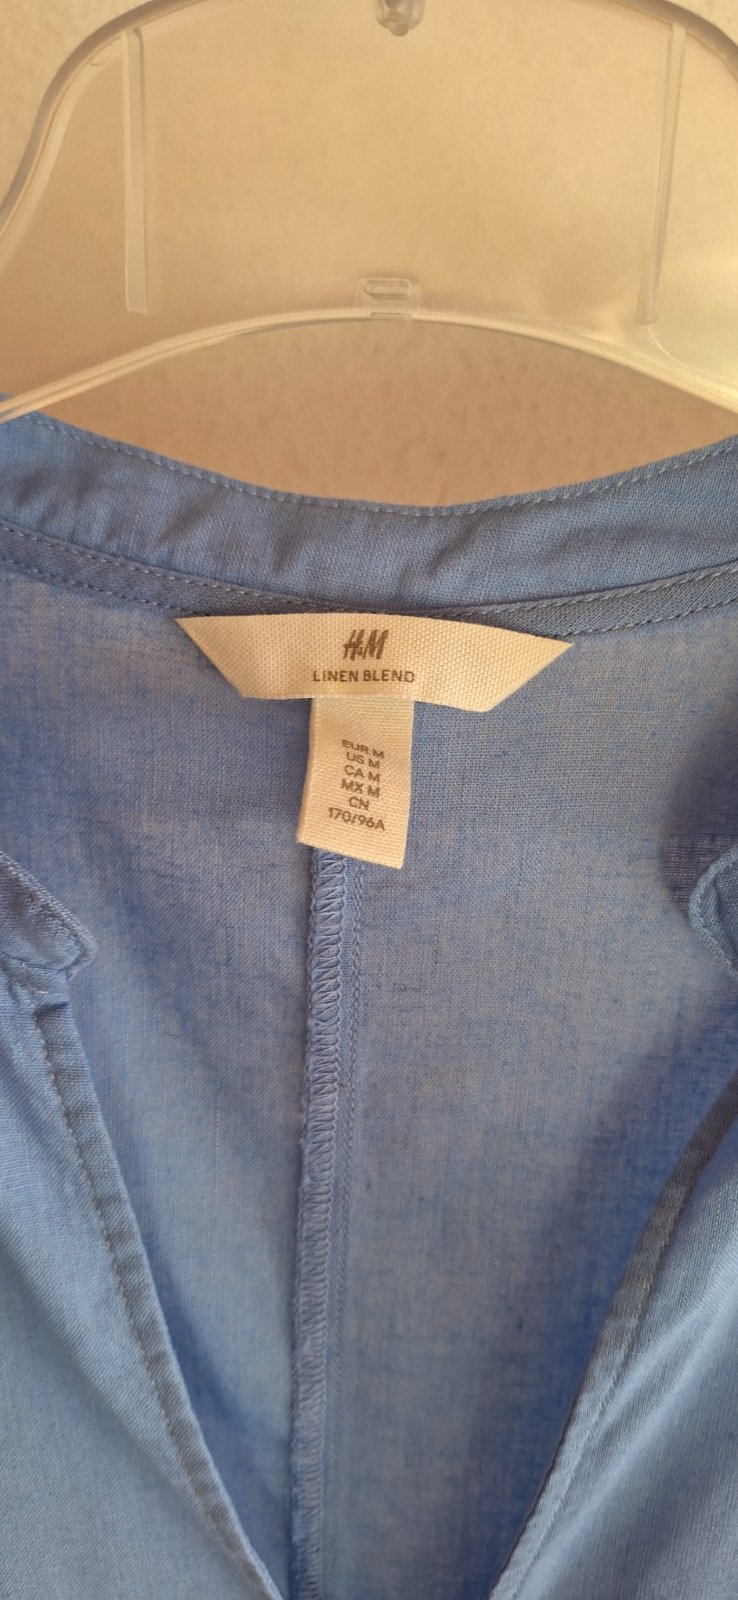 H&M
LINEN BLEND
EUR M
US M
CA M
MX M
CN
170/96A